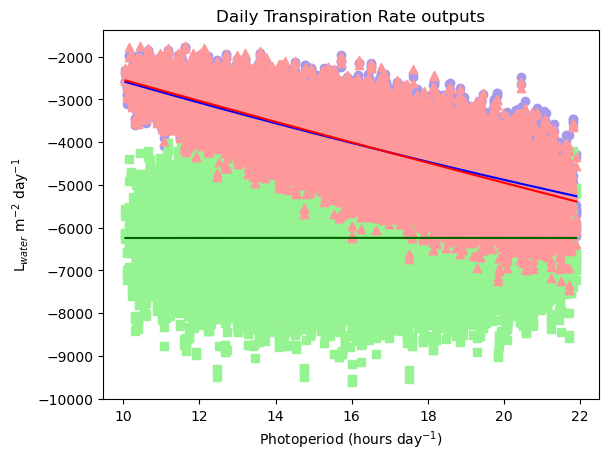 Daily Transpiration Rate outputs
L_water m⁻² day⁻¹
−2000
−3000
−4000
−5000
−6000
−7000
−8000
−9000
−10000
10 12 14 16 18 20 22
Photoperiod (hours day⁻¹)